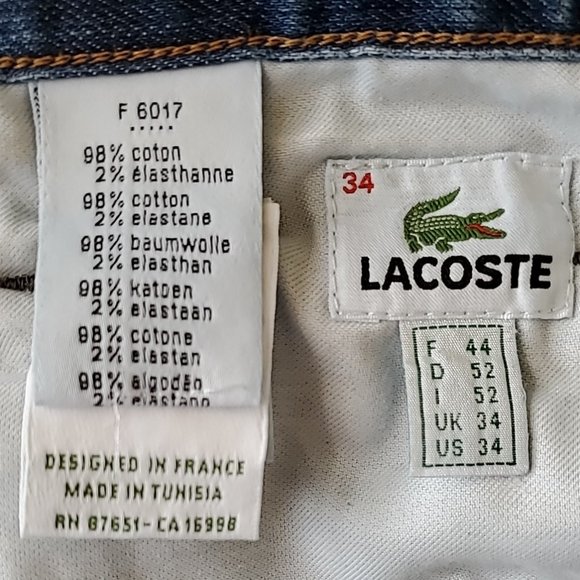 F 6017
98% coton
2% élasthanne
98% cotton
2% elastane
98% baumwolle
2% elasthan
98% katoen
2% elastaan
98% cotone
2% elastan
98% algodão
2% elastano
DESIGNED IN FRANCE
MADE IN TUNISIA
RN 87651-CA 16998
34
LACOSTE
F 44
D 52
I 52
UK 34
US 34